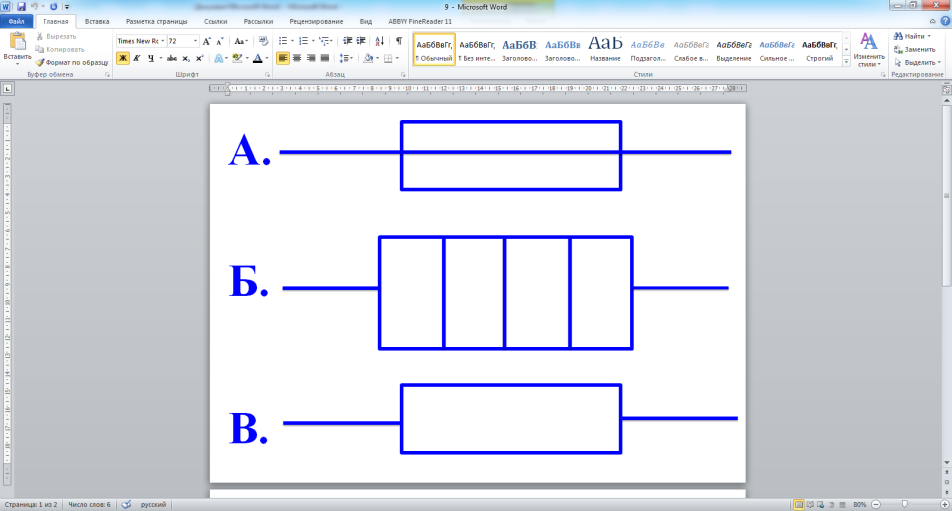 9 - Microsoft Word
Файл Главная Вставка Разметка страницы Ссылки Рассылки Рецензирование Вид ABBYY FineReader 11
Вставить
Вырезать
Копировать
Формат по образцу
Буфер обмена
Times New Rc 72
Ж К Ч abc x₂ x²
Шрифт
Абзац
АаБбВвГг, АаБбВвГг, АаБбВ АаБбВв АаБ АаБбВв АаБбВвГг АаБбВвГг АаБбВвГг АаБбВвГг,
¶ Обычный ¶ Без инте... Заголово... Заголово... Название Подзагол... Слабое в... Выделение Сильное ... Строгий
Стили
Изменить стили
Найти
Заменить
Выделить
Редактирование
А.
Б.
В.
Страница: 1 из 2 Число слов: 6 русский 80%